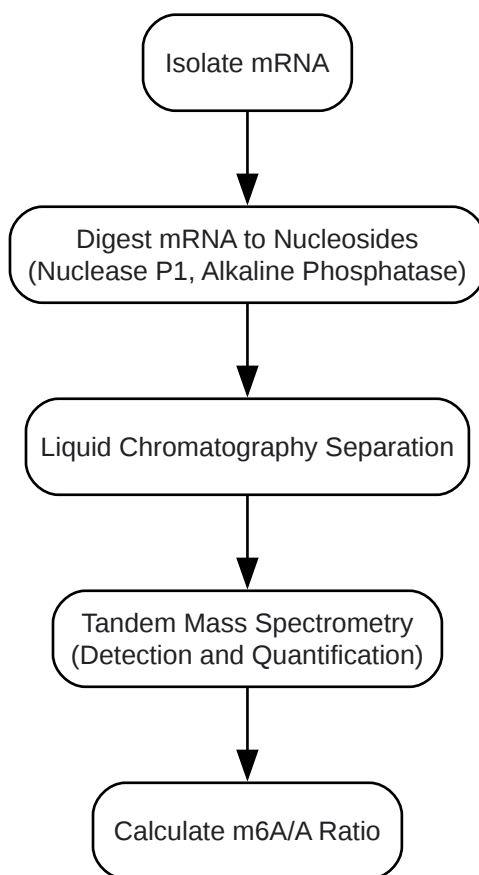 Isolate mRNA
Digest mRNA to Nucleosides
(Nuclease P1, Alkaline Phosphatase)
Liquid Chromatography Separation
Tandem Mass Spectrometry
(Detection and Quantification)
Calculate m6A/A Ratio